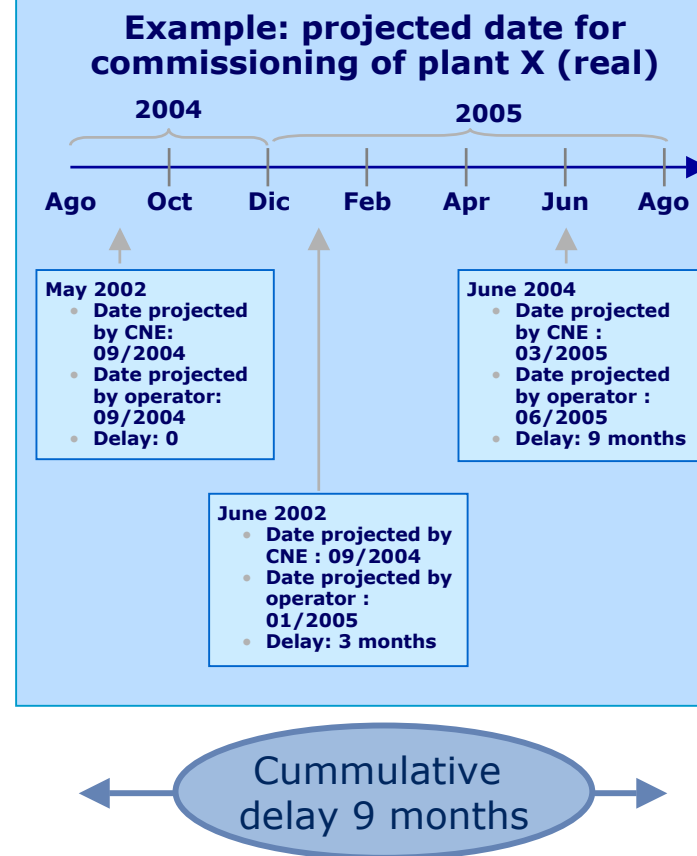 Example: projected date for
commissioning of plant X (real)
2004
2005
Ago Oct Dic Feb Apr Jun Ago
May 2002
• Date projected
by CNE:
09/2004
• Date projected
by operator:
09/2004
• Delay: 0
June 2004
• Date projected
by CNE :
03/2005
• Date projected
by operator :
06/2005
• Delay: 9 months
June 2002
• Date projected by
CNE : 09/2004
• Date projected by
operator :
01/2005
• Delay: 3 months
Cummulative
delay 9 months